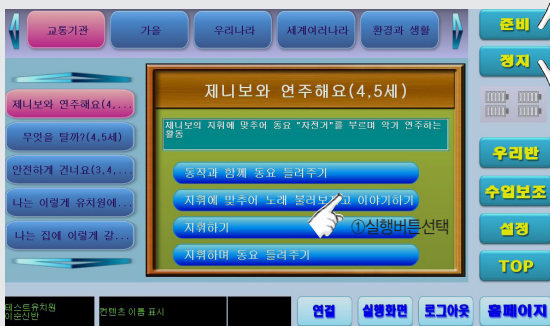 교통기관
가을
우리나라
세계여러나라
환경과 생활
준비
정지
제니보와 연주해요(4,...
무엇을 탈까?(4,5세)
안전하게 건너요(3,4,...
나는 이렇게 유치원에...
나는 집에 이렇게 갈...
제니보와 연주해요(4,5세)
제니보의 지휘에 맞추어 동요 "자전거"를 부르며 악기 연주하는
활동
동작과 함께 동요 들려주기
지휘에 맞추어 노래 불러보고 이야기하기
지휘하기
①실행버튼선택
지휘하며 동요 들려주기
우리반
수업보조
설정
TOP
테스트유치원
이순신반
컨텐츠 이름 표시
연결
실행화면
로그아웃
홈페이지